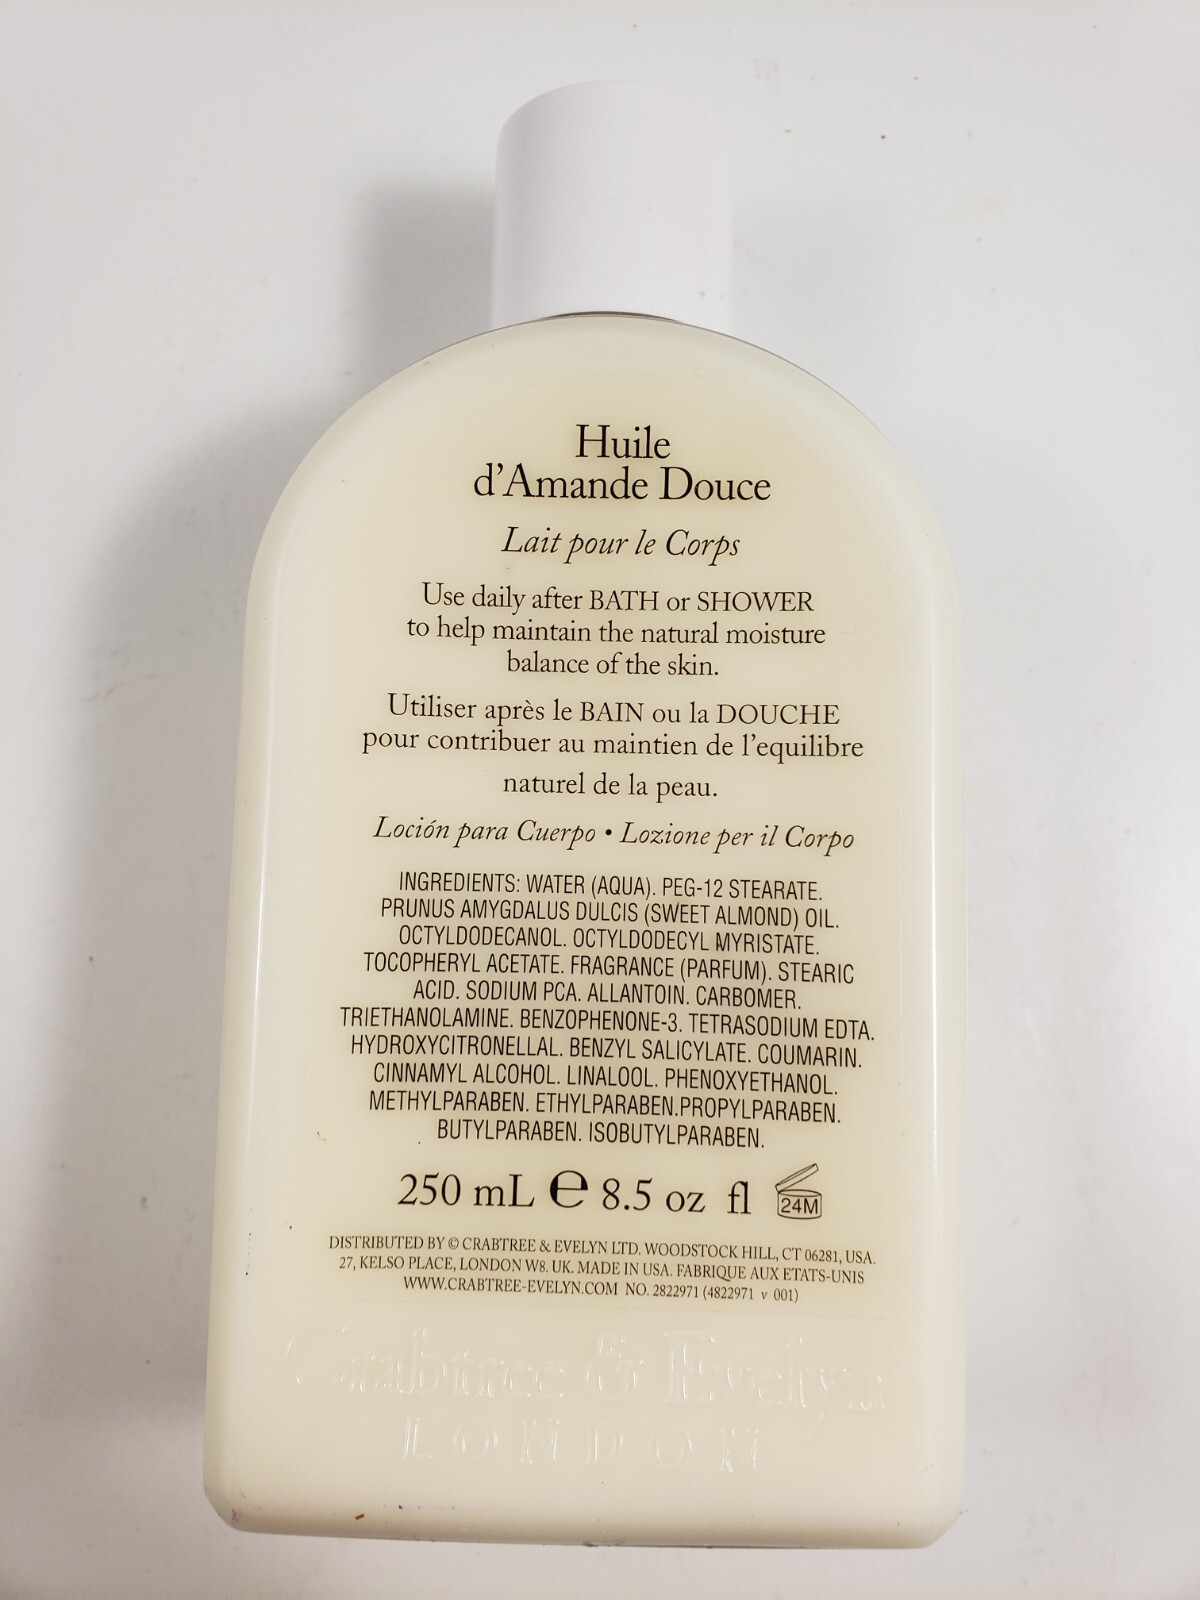 Huile
d'Amande Douce
Lait pour le Corps
Use daily after BATH or SHOWER
to help maintain the natural moisture
balance of the skin.
Utiliser après le BAIN ou la DOUCHE
pour contribuer au maintien de l'equilibre
naturel de la peau.
Loción para Cuerpo • Lozione per il Corpo
INGREDIENTS: WATER (AQUA). PEG-12 STEARATE.
PRUNUS AMYGDALUS DULCIS (SWEET ALMOND) OIL.
OCTYLDODECANOL. OCTYLDODECYL MYRISTATE.
TOCOPHERYL ACETATE. FRAGRANCE (PARFUM). STEARIC
ACID. SODIUM PCA. ALLANTOIN. CARBOMER.
TRIETHANOLAMINE. BENZOPHENONE-3. TETRASODIUM EDTA.
HYDROXYCITRONELLAL. BENZYL SALICYLATE. COUMARIN.
CINNAMYL ALCOHOL. LINALOOL. PHENOXYETHANOL.
METHYLPARABEN. ETHYLPARABEN.PROPYLPARABEN.
BUTYLPARABEN. ISOBUTYLPARABEN.
250 mL ℮ 8.5 oz fl 24M
DISTRIBUTED BY © CRABTREE & EVELYN LTD. WOODSTOCK HILL, CT 06281, USA.
27, KELSO PLACE, LONDON W8. UK. MADE IN USA. FABRIQUE AUX ETATS-UNIS
WWW.CRABTREE-EVELYN.COM NO. 2822971 (4822971 v 001)
Crabtree & Evelyn
LONDON